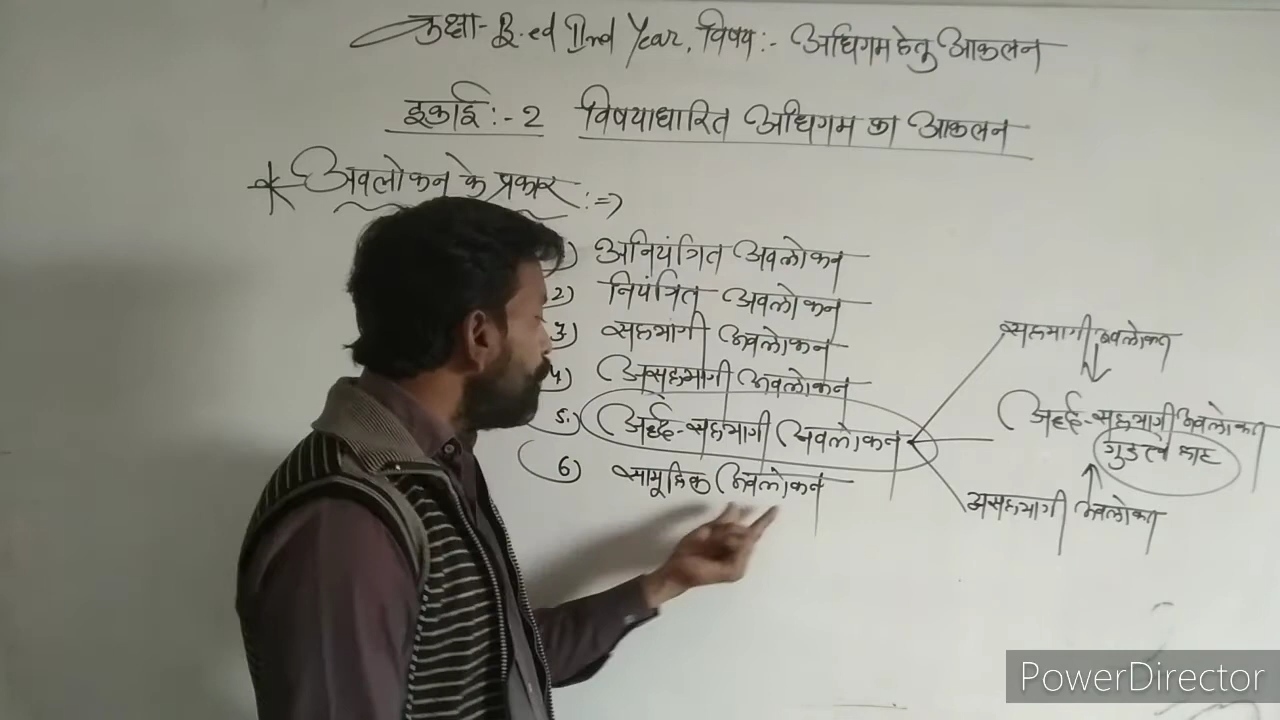 कक्षा- B.ed IInd Year, विषय:- अधिगम हेतु आकलन
इकाई:- 2 विषयाधारित अधिगम का आकलन
* अवलोकन के प्रकार :=>
1) अनियंत्रित अवलोकन
2) नियंत्रित अवलोकन
3) सहभागी अवलोकन
4) असहभागी अवलोकन
5.) अर्द्ध-सहभागी अवलोकन
6) सामूहिक अवलोकन
सहभागी अवलोकन
अर्द्ध-सहभागी अवलोकन
गुडे
असहभागी अवलोकन
PowerDirector